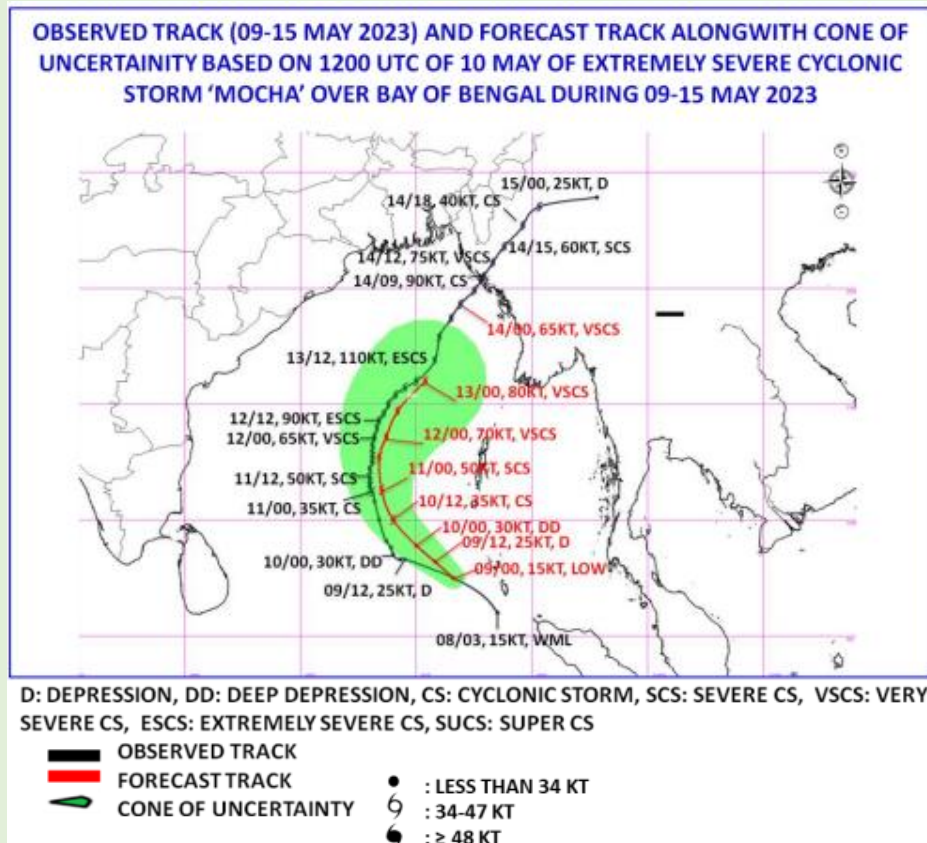 OBSERVED TRACK (09-15 MAY 2023) AND FORECAST TRACK ALONGWITH CONE OF
UNCERTAINITY BASED ON 1200 UTC OF 10 MAY OF EXTREMELY SEVERE CYCLONIC
STORM ‘MOCHA’ OVER BAY OF BENGAL DURING 09-15 MAY 2023
15/00, 25KT, D
14/18, 40KT, CS
14/15, 60KT, SCS
14/12, 75KT, VSCS
14/09, 90KT, CS
14/00, 65KT, VSCS
13/12, 110KT, ESCS
13/00, 80KT, VSCS
12/12, 90KT, ESCS
12/00, 65KT, VSCS
12/00, 70KT, VSCS
11/12, 50KT, SCS
11/00, 50KT, SCS
11/00, 35KT, CS
10/12, 35KT, CS
10/00, 30KT, DD
09/12, 25KT, D
10/00, 30KT, DD
09/00, 15KT, LOW
09/12, 25KT, D
08/03, 15KT, WML
D: DEPRESSION, DD: DEEP DEPRESSION, CS: CYCLONIC STORM, SCS: SEVERE CS, VSCS: VERY
SEVERE CS, ESCS: EXTREMELY SEVERE CS, SUCS: SUPER CS
OBSERVED TRACK
FORECAST TRACK
CONE OF UNCERTAINTY
: LESS THAN 34 KT
: 34-47 KT
: ≥ 48 KT